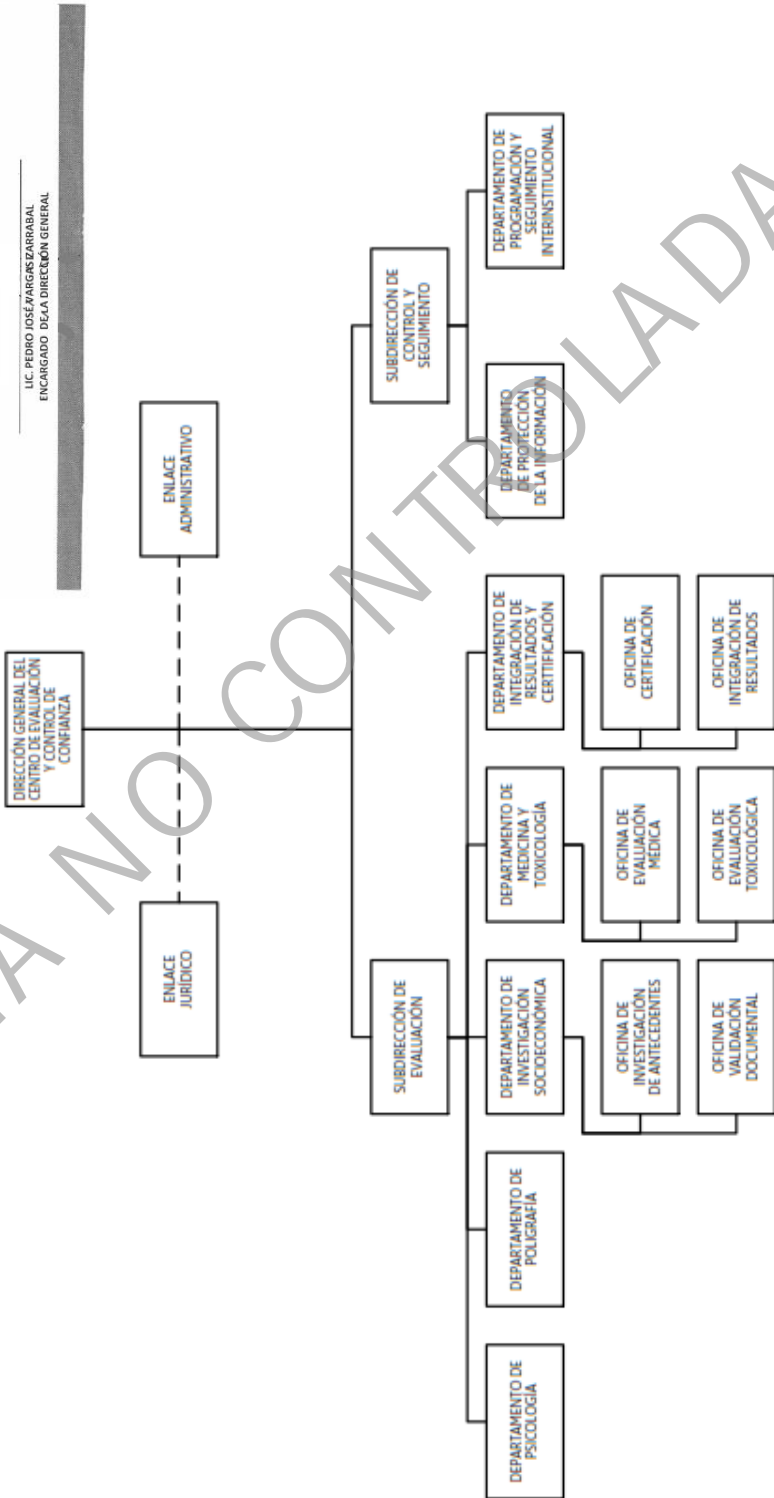 LIC. PEDRO JOSÉ VARGAS ZARRABAL
ENCARGADO DE LA DIRECCIÓN GENERAL
DIRECCIÓN GENERAL DEL
CENTRO DE EVALUACIÓN
Y CONTROL DE
CONFIANZA
ENLACE
JURÍDICO
ENLACE
ADMINISTRATIVO
SUBDIRECCIÓN DE
EVALUACIÓN
SUBDIRECCIÓN DE
CONTROL Y
SEGUIMIENTO
DEPARTAMENTO DE
PSICOLOGÍA
DEPARTAMENTO DE
POLIGRAFÍA
DEPARTAMENTO DE
INVESTIGACIÓN
SOCIOECONÓMICA
DEPARTAMENTO DE
MEDICINA Y
TOXICOLOGÍA
DEPARTAMENTO DE
INTEGRACIÓN DE
RESULTADOS Y
CERTTIFICACIÓN
DEPARTAMENTO
DE PROTECCIÓN
DE LA INFORMACIÓN
DEPARTAMENTO DE
PROGRAMACIÓN Y
SEGUIMIENTO
INTERINSTITUCIONAL
OFICINA DE
INVESTIGACIÓN
DE ANTECEDENTES
OFICINA DE
EVALUACIÓN
MÉDICA
OFICINA DE
CERTIFICACIÓN
OFICINA DE
VALIDACIÓN
DOCUMENTAL
OFICINA DE
EVALUACIÓN
TOXICOLÓGICA
OFICINA DE
INTEGRACIÓN DE
RESULTADOS
A NO CONTROLADA